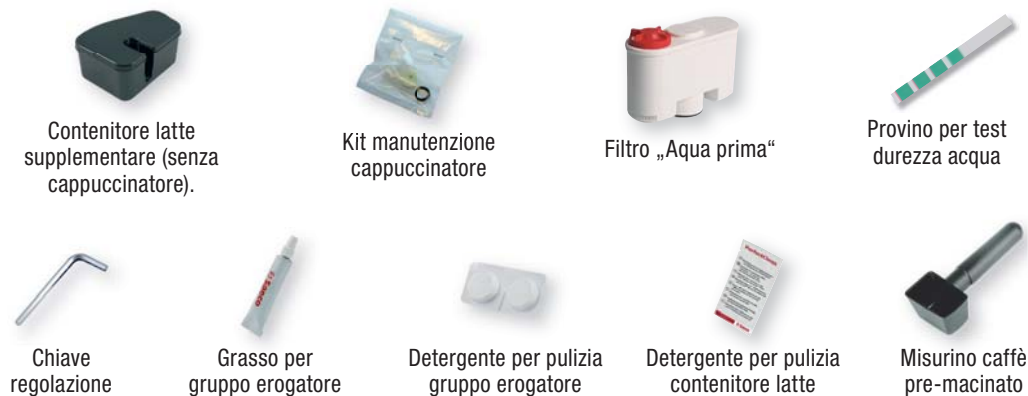 Contenitore latte
supplementare (senza
cappuccinatore).
Kit manutenzione
cappuccinatore
Filtro „Aqua prima“
Provino per test
durezza acqua
Saeco
Chiave
regolazione
Grasso per
gruppo erogatore
Detergente per pulizia
gruppo erogatore
Detergente per pulizia
contenitore latte
Misurino caffè
pre-macinato